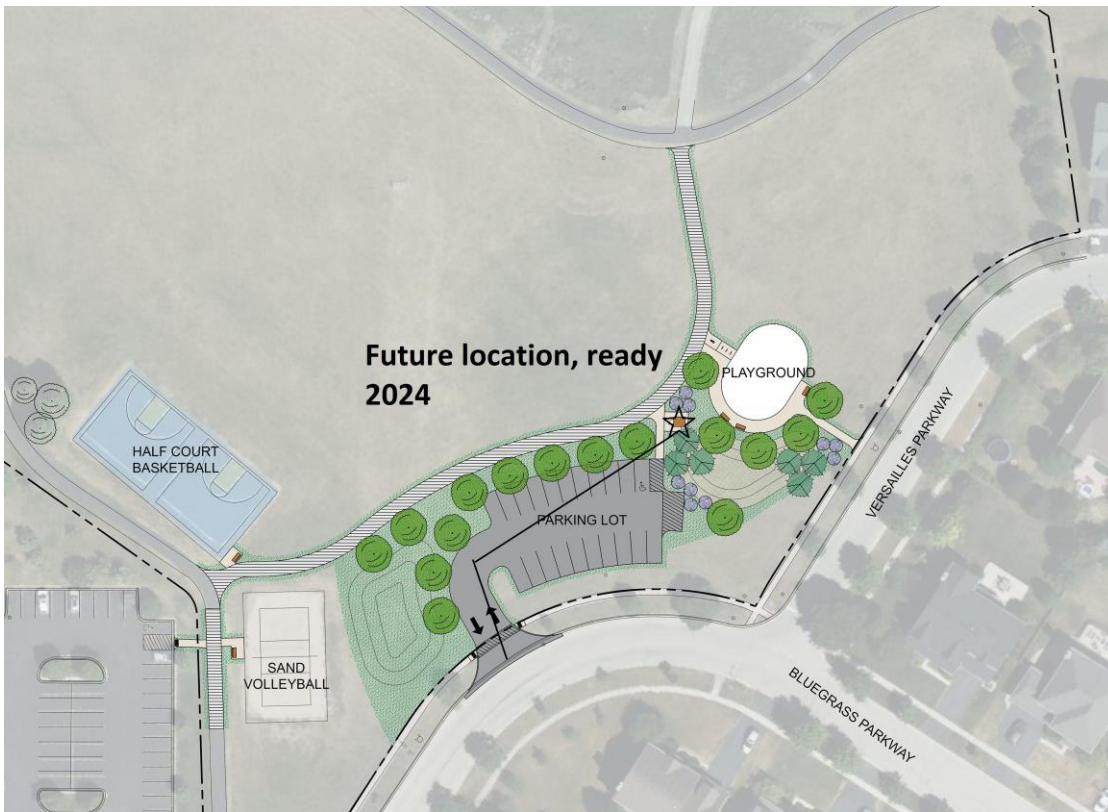 Future location, ready
2024
PLAYGROUND
HALF COURT
BASKETBALL
PARKING LOT
VERSAILLES PARKWAY
SAND
VOLLEYBALL
BLUEGRASS PARKWAY